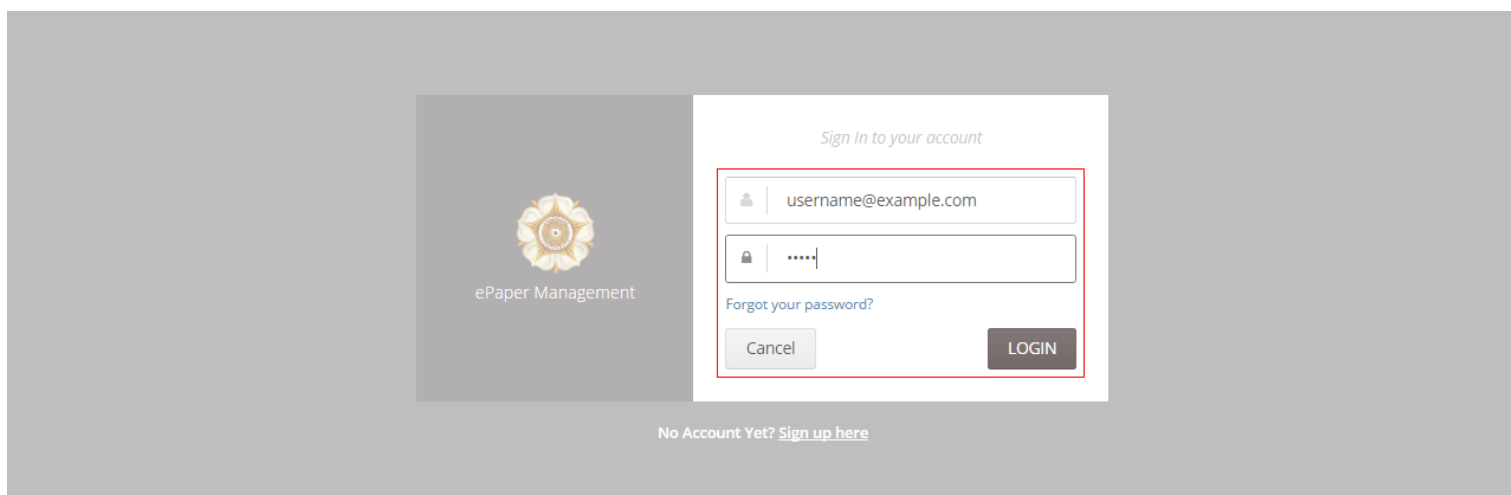 Sign In to your account
username@example.com
•••••
ePaper Management
Forgot your password?
Cancel
LOGIN
No Account Yet? Sign up here